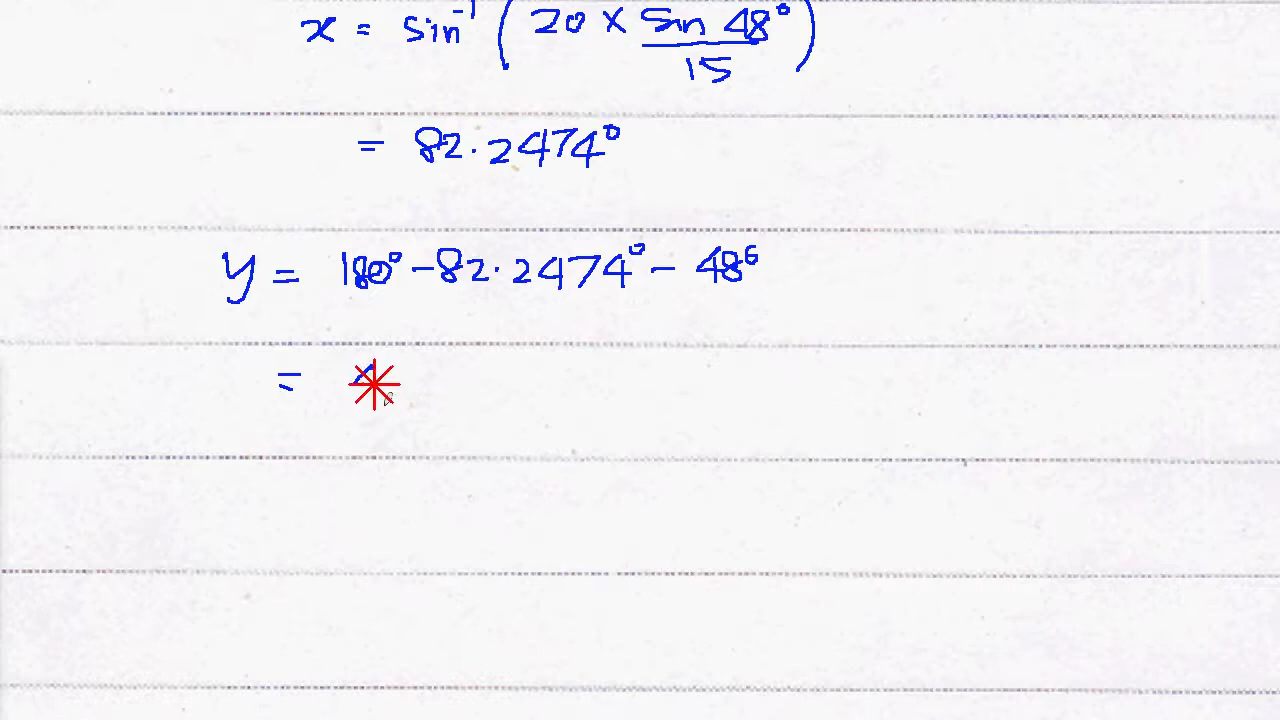 x = sin⁻¹ ( 20 × sin 48° / 15 )
= 82.2474°
y = 180° - 82.2474° - 48°
=